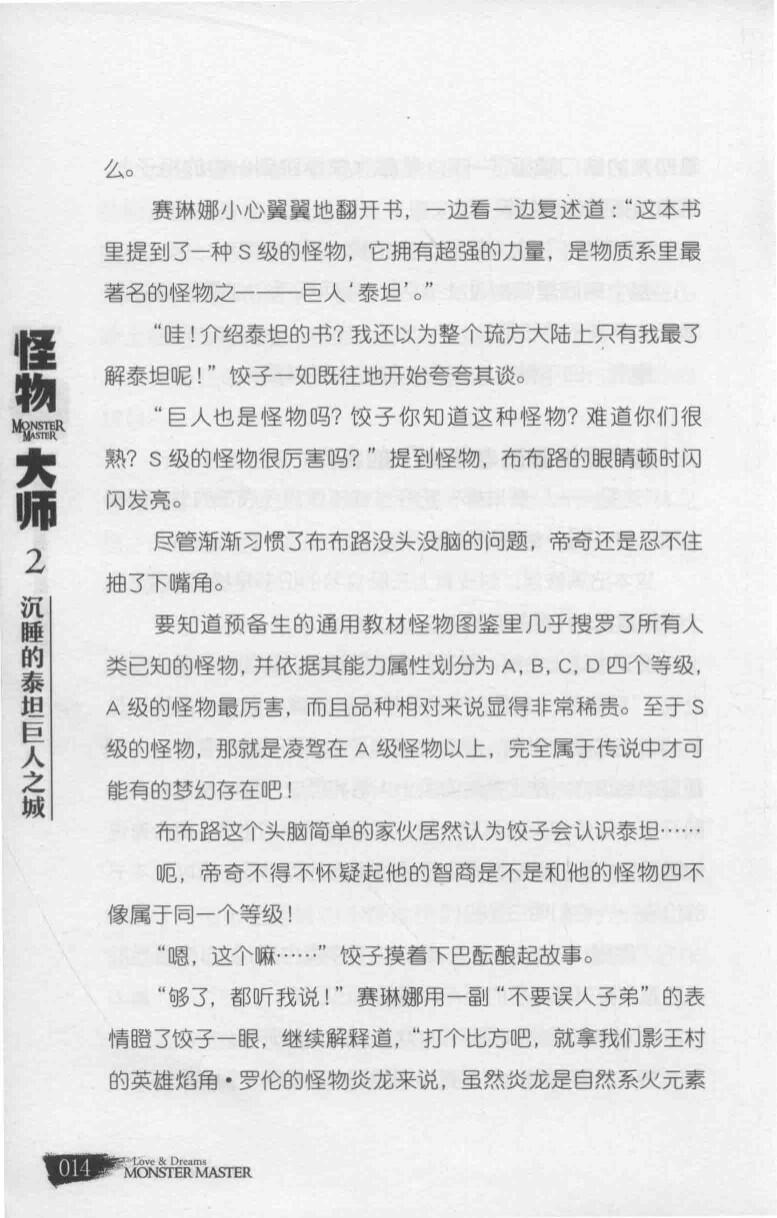 么。
赛琳娜小心翼翼地翻开书，一边看一边复述道：“这本书
里提到了一种 S 级的怪物，它拥有超强的力量，是物质系里最
著名的怪物之一——巨人‘泰坦’。”
“哇！介绍泰坦的书？我还以为整个琉方大陆上只有我最了
解泰坦呢！”饺子一如既往地开始夸夸其谈。
“巨人也是怪物吗？饺子你知道这种怪物？难道你们很
熟？S 级的怪物很厉害吗？”提到怪物，布布路的眼睛顿时闪
闪发亮。
尽管渐渐习惯了布布路没头没脑的问题，帝奇还是忍不住
抽了下嘴角。
要知道预备生的通用教材怪物图鉴里几乎搜罗了所有人
类已知的怪物，并依据其能力属性划分为 A, B, C, D 四个等级，
A 级的怪物最厉害，而且品种相对来说显得非常稀贵。至于 S
级的怪物，那就是凌驾在 A 级怪物以上，完全属于传说中才可
能有的梦幻存在吧！
布布路这个头脑简单的家伙居然认为饺子会认识泰坦……
呃，帝奇不得不怀疑起他的智商是不是和他的怪物四不
像属于同一个等级！
“嗯，这个嘛……”饺子摸着下巴酝酿起故事。
“够了，都听我说！”赛琳娜用一副“不要误人子弟”的表
情瞪了饺子一眼，继续解释道，“打个比方吧，就拿我们影王村
的英雄焰角·罗伦的怪物炎龙来说，虽然炎龙是自然系火元素
怪物
MONSTER
MASTER
大师
2
沉睡的泰坦巨人之城
014
Love & Dreams
MONSTER MASTER